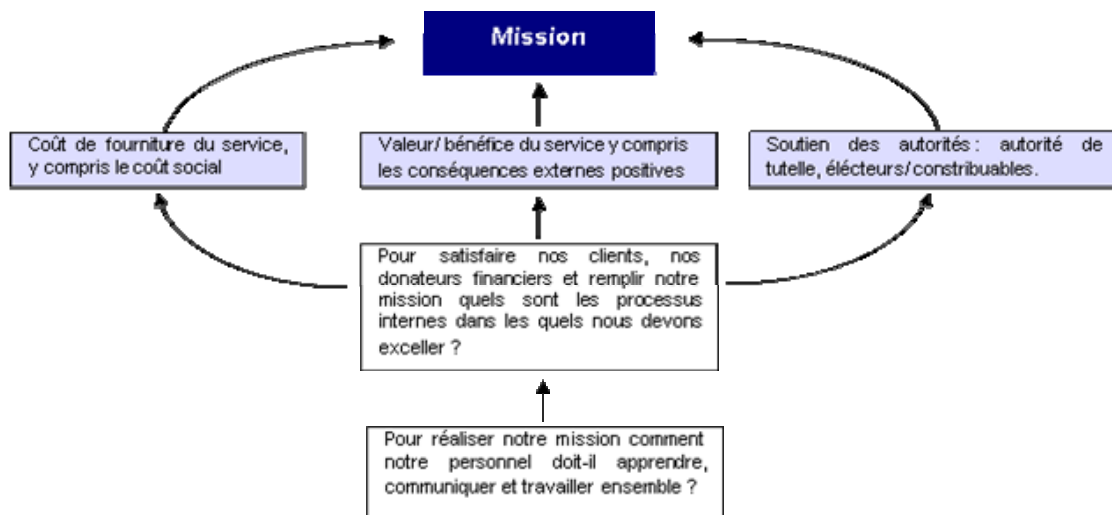 Mission
Coût de fourniture du service,
y compris le coût social
Valeur/ bénéfice du service y compris
les conséquences externes positives
Soutien des autorités : autorité de
tutelle, élécteurs/ constribuables.
Pour satisfaire nos clients, nos
donateurs financiers et remplir notre
mission quels sont les processus
internes dans les quels nous devons
exceller ?
Pour réaliser notre mission comment
notre personnel doit-il apprendre,
communiquer et travailler ensemble ?